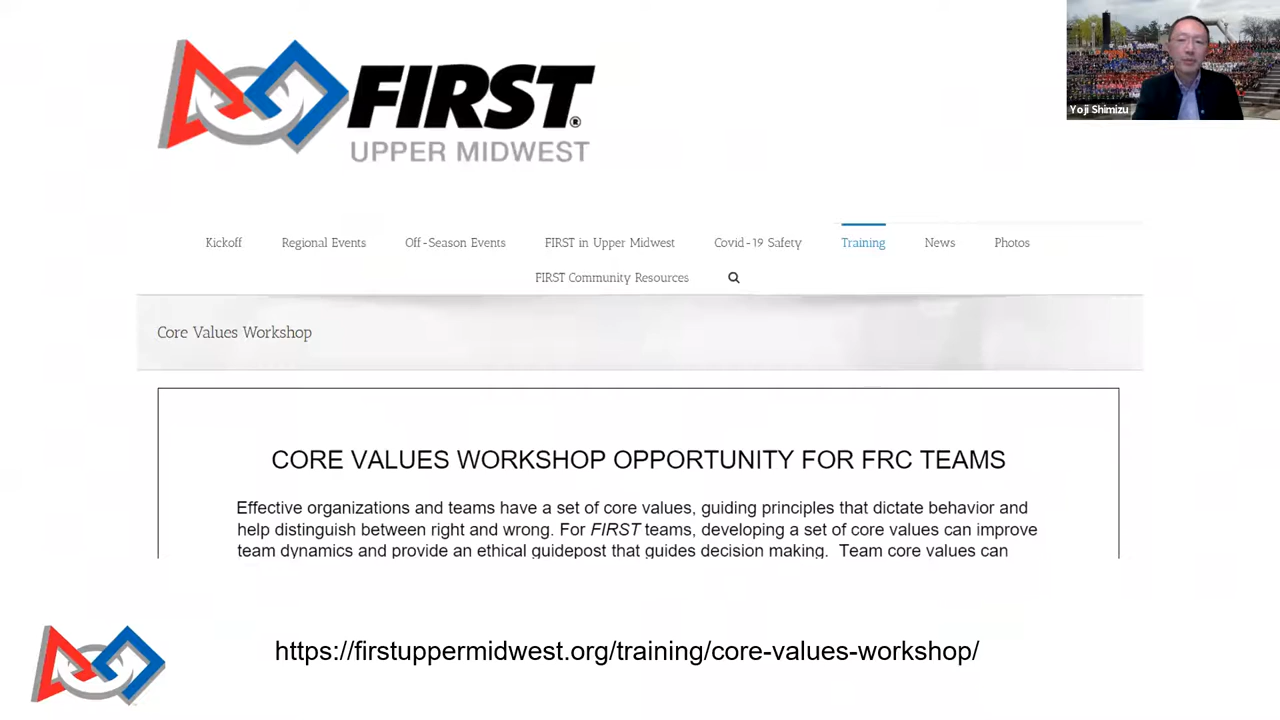 FIRST®
UPPER MIDWEST
Yoji Shimizu
Kickoff Regional Events Off-Season Events FIRST in Upper Midwest Covid-19 Safety Training News Photos
FIRST Community Resources
Core Values Workshop
CORE VALUES WORKSHOP OPPORTUNITY FOR FRC TEAMS
Effective organizations and teams have a set of core values, guiding principles that dictate behavior and
help distinguish between right and wrong. For FIRST teams, developing a set of core values can improve
team dynamics and provide an ethical guidepost that guides decision making. Team core values can
https://firstuppermidwest.org/training/core-values-workshop/